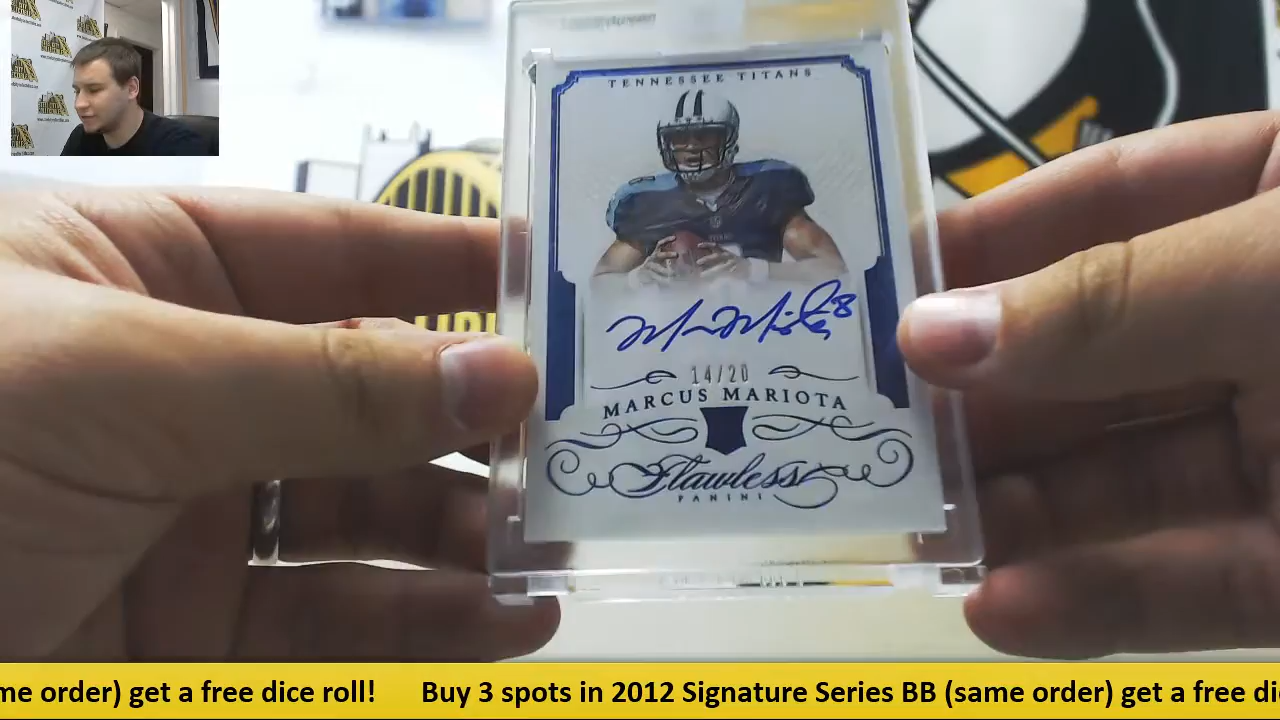 TENNESSEE TITANS
14/20
MARCUS MARIOTA
Flawless
PANINI
me order) get a free dice roll! Buy 3 spots in 2012 Signature Series BB (same order) get a free di